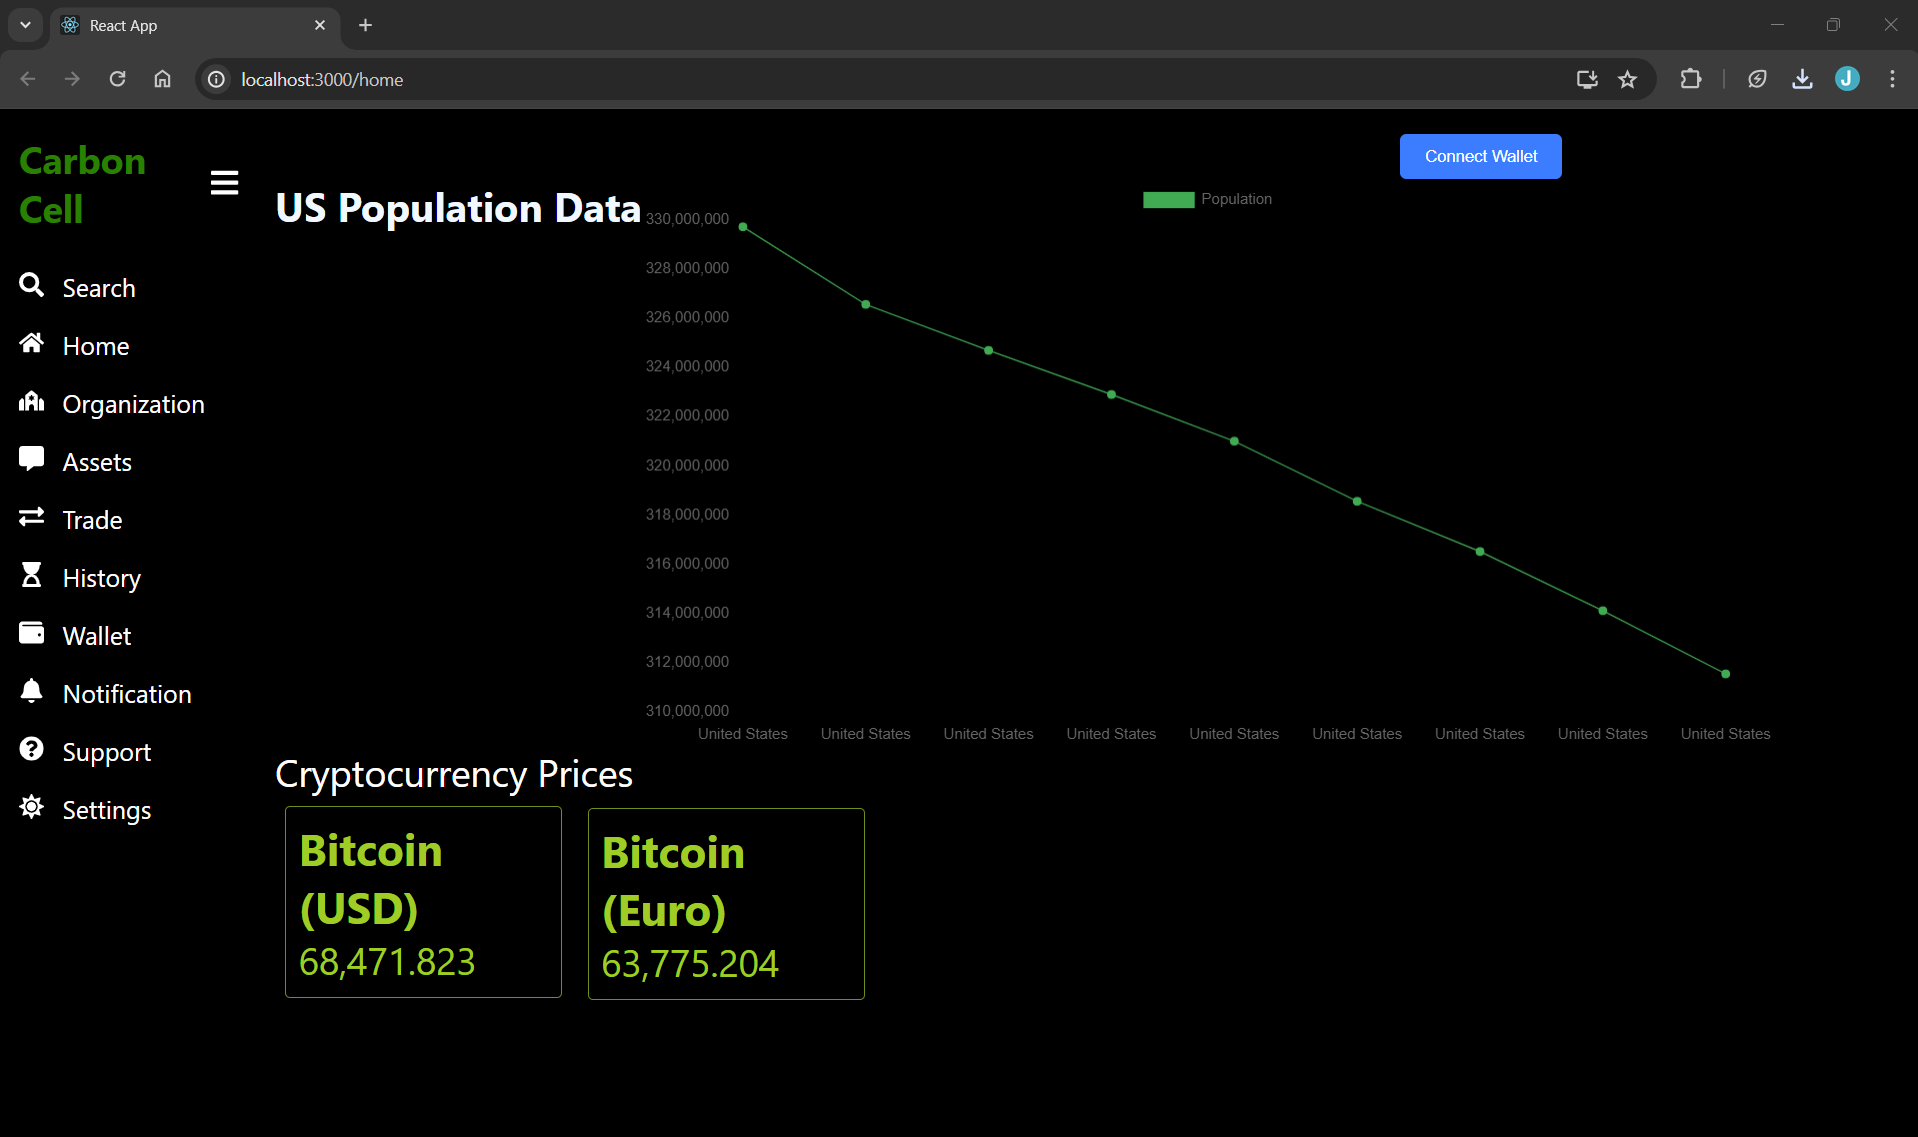 React App
localhost:3000/home
Carbon
Cell
Search
Home
Organization
Assets
Trade
History
Wallet
Notification
Support
Settings
Connect Wallet
US Population Data
Population
330,000,000
328,000,000
326,000,000
324,000,000
322,000,000
320,000,000
318,000,000
316,000,000
314,000,000
312,000,000
310,000,000
United States United States United States United States United States United States United States United States United States
Cryptocurrency Prices
Bitcoin
(USD)
68,471.823
Bitcoin
(Euro)
63,775.204
J